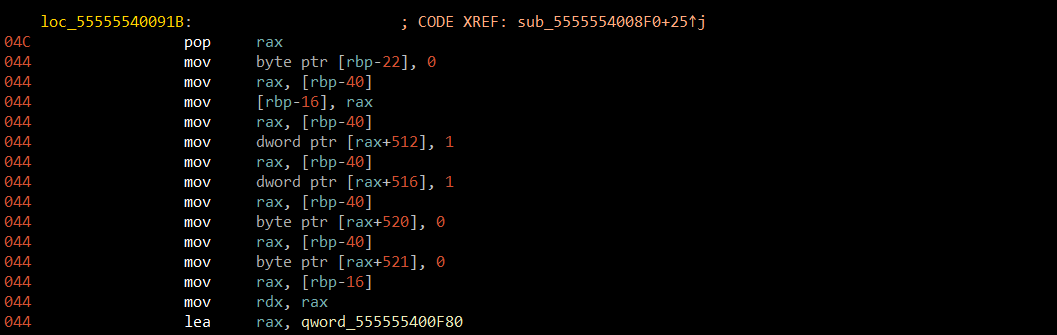 loc_55555540091B: ; CODE XREF: sub_5555554008F0+25↑j
04C pop rax
044 mov byte ptr [rbp-22], 0
044 mov rax, [rbp-40]
044 mov [rbp-16], rax
044 mov rax, [rbp-40]
044 mov dword ptr [rax+512], 1
044 mov rax, [rbp-40]
044 mov dword ptr [rax+516], 1
044 mov rax, [rbp-40]
044 mov byte ptr [rax+520], 0
044 mov rax, [rbp-40]
044 mov byte ptr [rax+521], 0
044 mov rax, [rbp-16]
044 mov rdx, rax
044 lea rax, qword_555555400F80